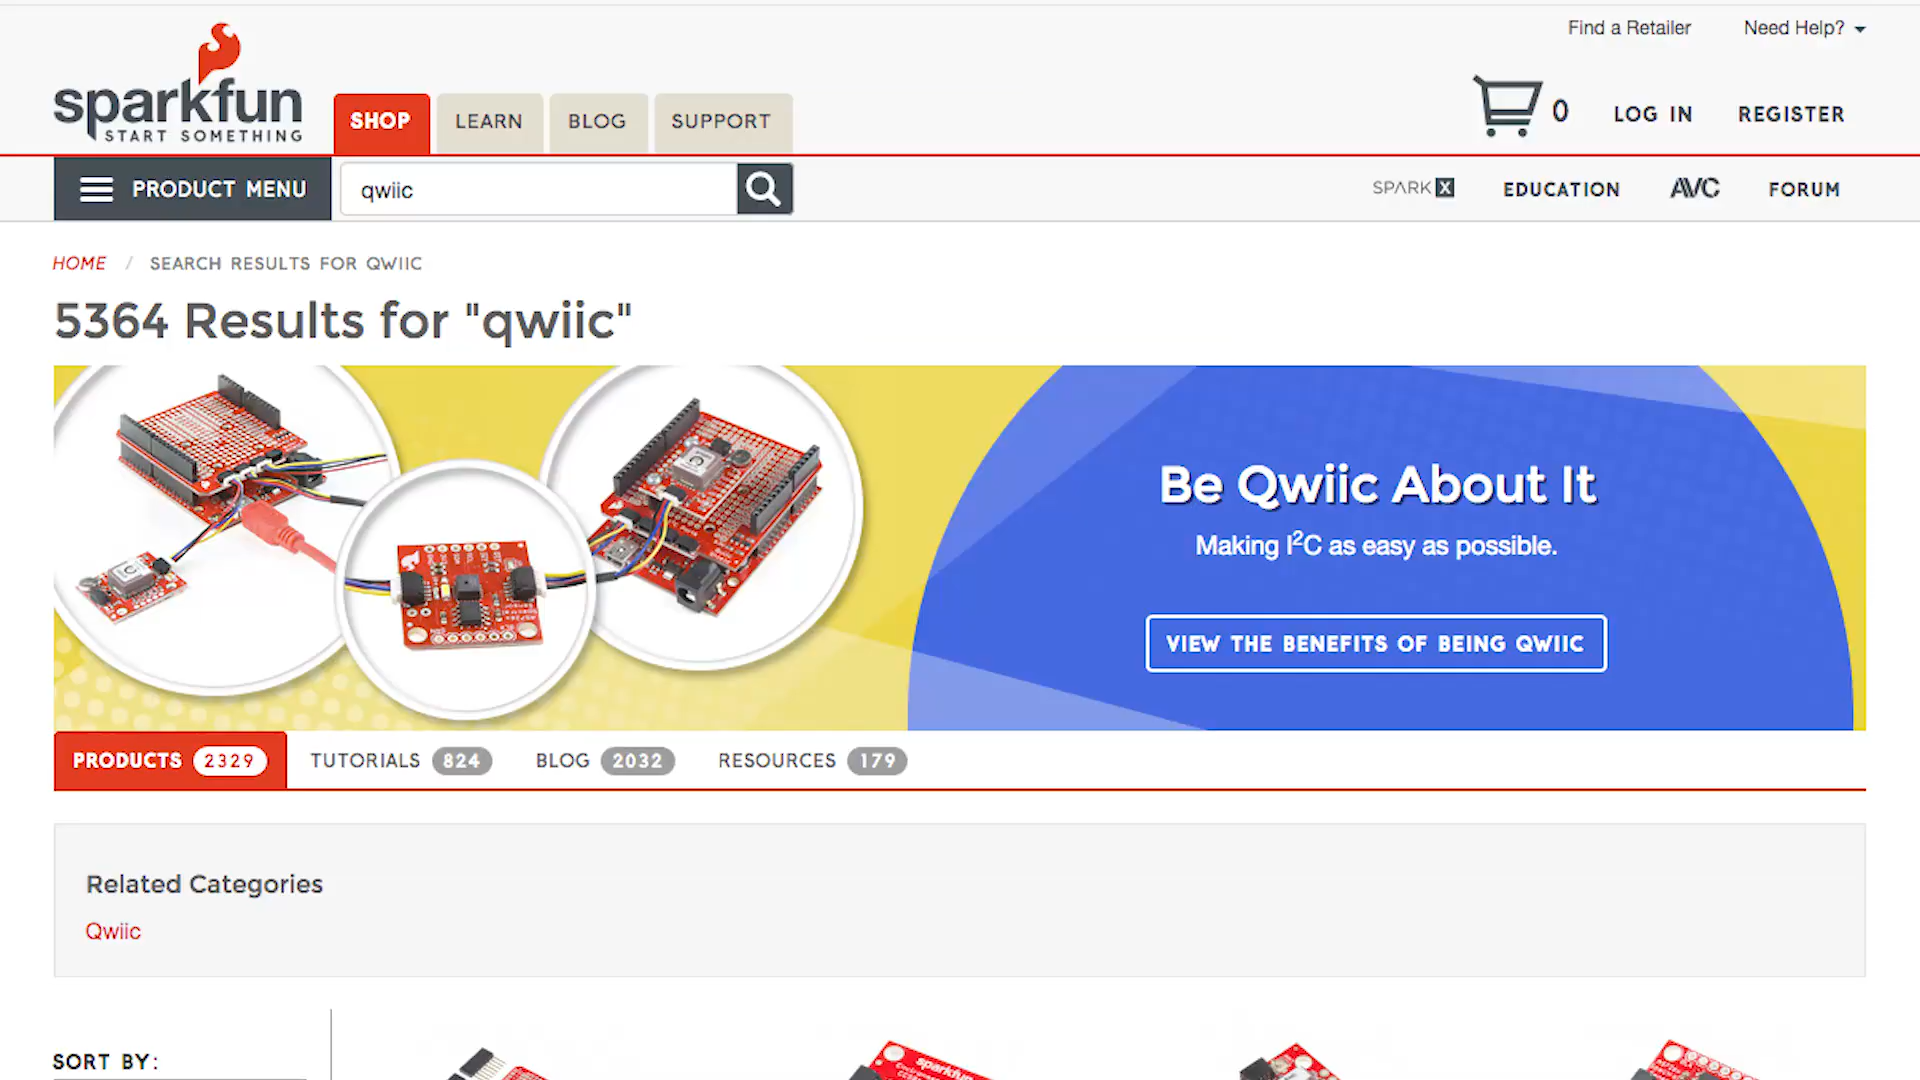 Find a Retailer Need Help?
sparkfun
START SOMETHING
SHOP LEARN BLOG SUPPORT
0 LOG IN REGISTER
PRODUCT MENU qwiic
SPARK X EDUCATION AVC FORUM
HOME / SEARCH RESULTS FOR QWIIC
5364 Results for "qwiic"
Be Qwiic About It
Making I²C as easy as possible.
VIEW THE BENEFITS OF BEING QWIIC
PRODUCTS 2329 TUTORIALS 824 BLOG 2032 RESOURCES 179
Related Categories
Qwiic
SORT BY:
sparkfun